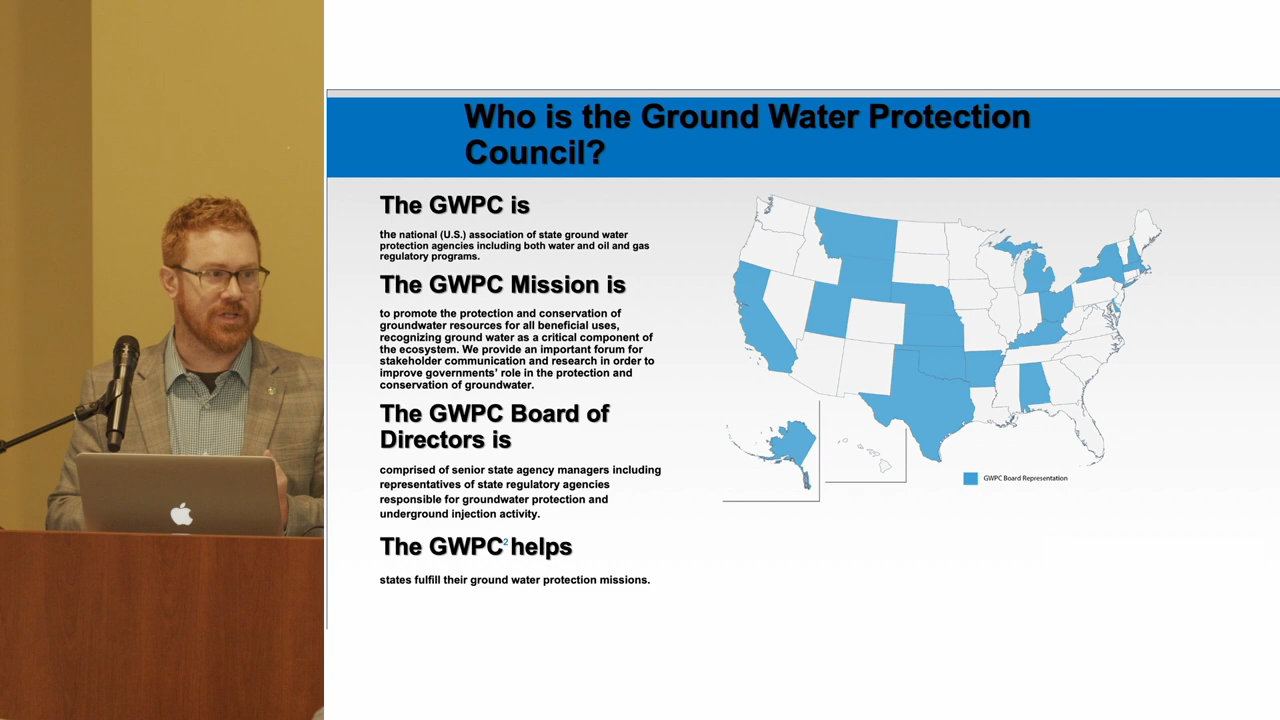 Who is the Ground Water Protection
Council?
The GWPC is
the national (U.S.) association of state ground water
protection agencies including both water and oil and gas
regulatory programs.
The GWPC Mission is
to promote the protection and conservation of
groundwater resources for all beneficial uses,
recognizing ground water as a critical component of
the ecosystem. We provide an important forum for
stakeholder communication and research in order to
improve governments’ role in the protection and
conservation of groundwater.
The GWPC Board of
Directors is
comprised of senior state agency managers including
representatives of state regulatory agencies
responsible for groundwater protection and
underground injection activity.
The GWPC2 helps
states fulfill their ground water protection missions.
GWPC Board Representation